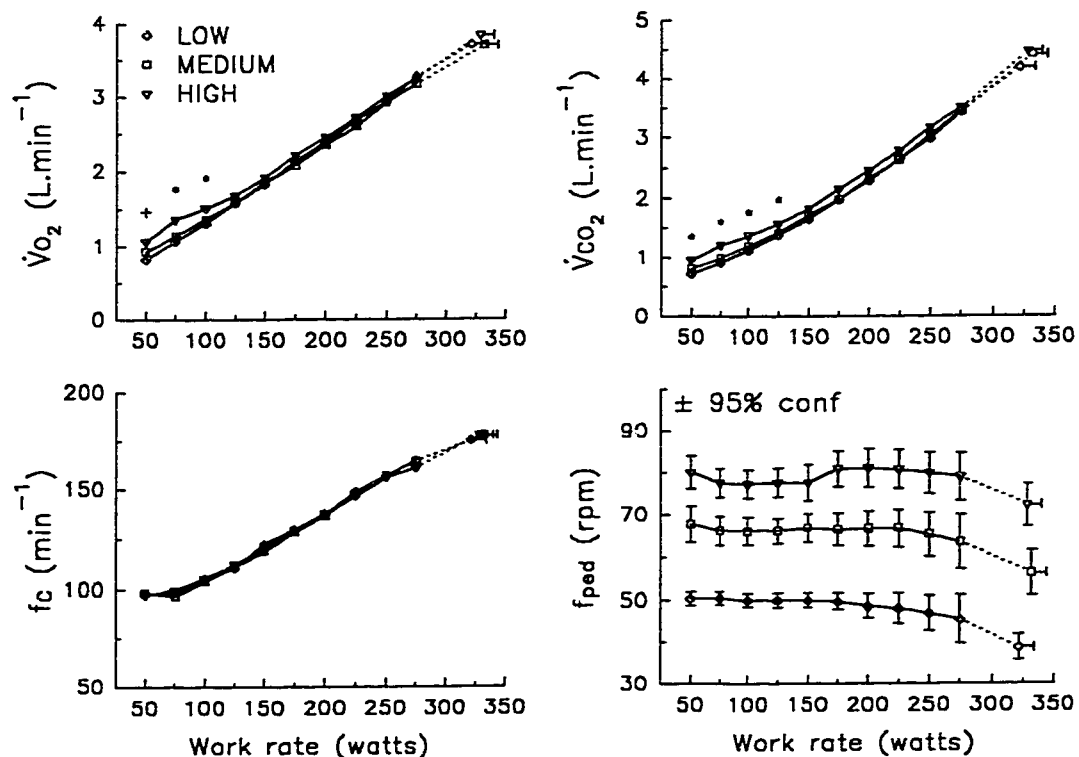 LOW
MEDIUM
HIGH
V̇O₂ (L.min⁻¹)
4
3
2
1
0
50 100 150 200 250 300 350
V̇CO₂ (L.min⁻¹)
5
4
3
2
1
0
50 100 150 200 250 300 350
fc (min⁻¹)
200
150
100
50
50 100 150 200 250 300 350
Work rate (watts)
± 95% conf
fped (rpm)
90
70
50
30
50 100 150 200 250 300 350
Work rate (watts)